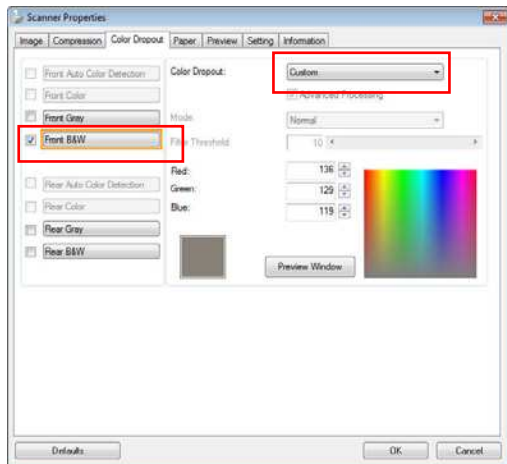 Scanner Properties
Image Compression Color Dropout Paper Preview Setting Information
Front Auto Color Detection
Front Color
Front Gray
Front B&W
Rear Auto Color Detection
Rear Color
Rear Gray
Rear B&W
Color Dropout: Custom
Advanced Processing
Mode: Normal
Filter Threshold 10
Red: 136
Green: 129
Blue: 119
Preview Window
Defaults OK Cancel